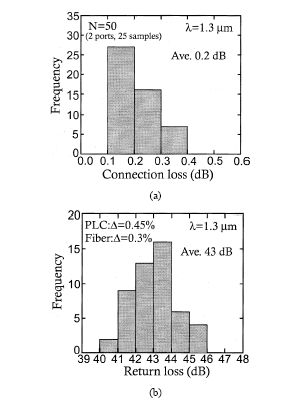 35
30
25
20
15
10
5
0
Frequency
N=50
(2 ports, 25 samples)
λ=1.3 μm
Ave. 0.2 dB
0.0 0.1 0.2 0.3 0.4 0.5 0.6
Connection loss (dB)
(a)
20
15
10
5
0
Frequency
PLC:Δ=0.45%
Fiber:Δ=0.3%
λ=1.3 μm
Ave. 43 dB
39 40 41 42 43 44 45 46 47 48
Return loss (dB)
(b)